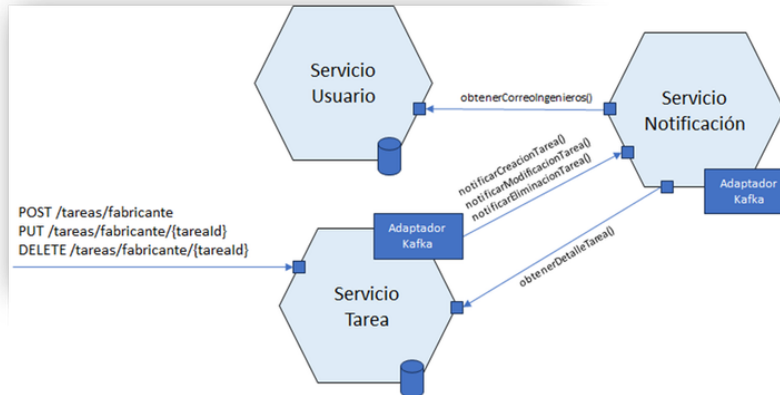 Servicio
Usuario
obtenerCorreoIngenieros()
Servicio
Notificación
Adaptador
Kafka
notificarCreacionTarea()
notificarModificacionTarea()
notificarEliminacionTarea()
POST /tareas/fabricante
PUT /tareas/fabricante/{tareaId}
DELETE /tareas/fabricante/{tareaId}
Adaptador
Kafka
obtenerDetalleTarea()
Servicio
Tarea